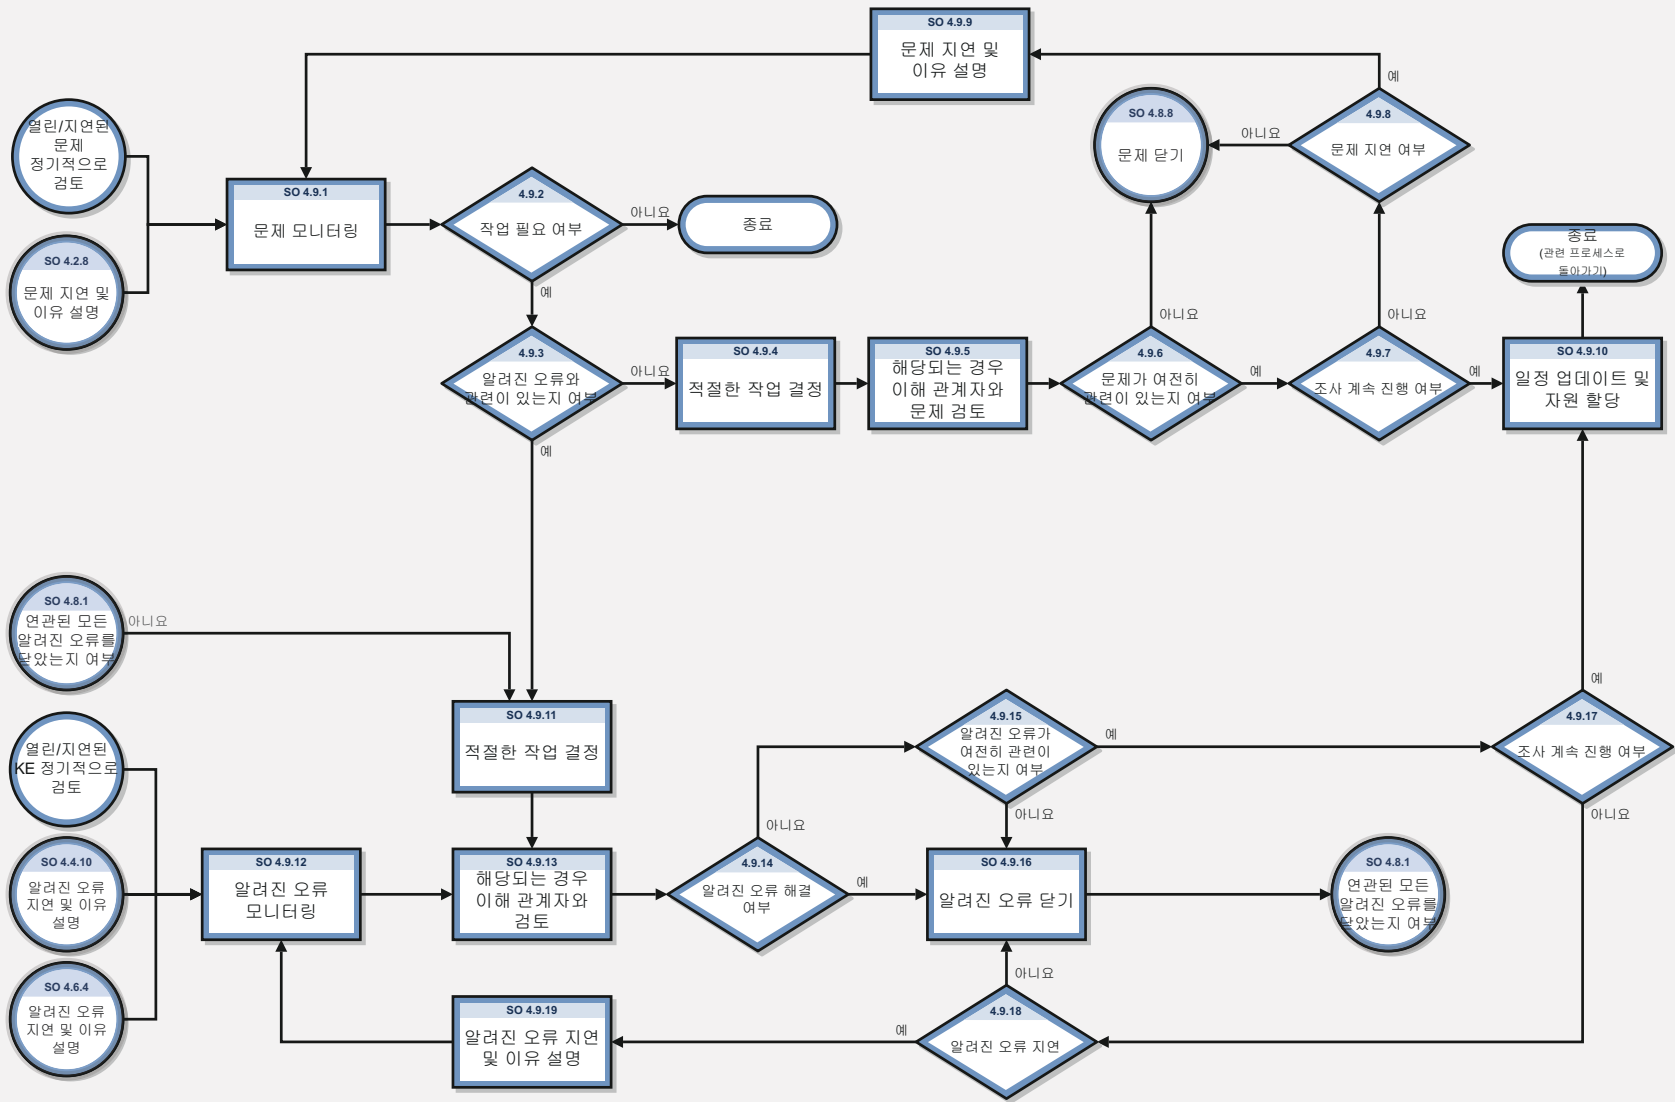 SO 4.9.9
문제 지연 및
이유 설명
예
열린/지연된
문제
정기적으로
검토
SO 4.8.8
문제 닫기
아니요
4.9.8
문제 지연 여부
SO 4.9.1
문제 모니터링
4.9.2
작업 필요 여부
아니요
종료
예
SO 4.2.8
문제 지연 및
이유 설명
종료
(관련 프로세스로
돌아가기)
4.9.3
알려진 오류와
관련이 있는지 여부
아니요
예
SO 4.9.4
적절한 작업 결정
SO 4.9.5
해당되는 경우
이해 관계자와
문제 검토
아니요
4.9.6
문제가 여전히
관련이 있는지 여부
예
아니요
4.9.7
조사 계속 진행 여부
예
SO 4.9.10
일정 업데이트 및
자원 할당
SO 4.8.1
연관된 모든
알려진 오류를
닫았는지 여부
아니요
SO 4.9.11
적절한 작업 결정
4.9.15
알려진 오류가
여전히 관련이
있는지 여부
예
아니요
예
4.9.17
조사 계속 진행 여부
아니요
열린/지연된
KE 정기적으로
검토
SO 4.4.10
알려진 오류
지연 및 이유
설명
SO 4.9.12
알려진 오류
모니터링
SO 4.9.13
해당되는 경우
이해 관계자와
검토
아니요
4.9.14
알려진 오류 해결
여부
예
SO 4.9.16
알려진 오류 닫기
SO 4.8.1
연관된 모든
알려진 오류를
닫았는지 여부
SO 4.6.4
알려진 오류
지연 및 이유
설명
SO 4.9.19
알려진 오류 지연
및 이유 설명
예
아니요
4.9.18
알려진 오류 지연